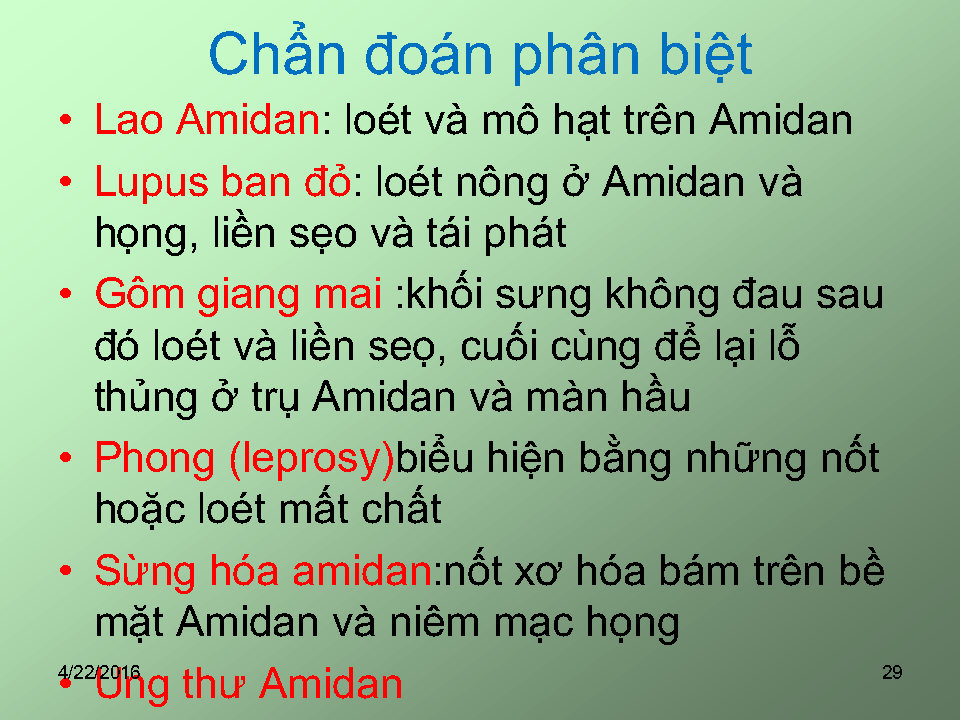 Chẩn đoán phân biệt
• Lao Amidan: loét và mô hạt trên Amidan
• Lupus ban đỏ: loét nông ở Amidan và
họng, liền sẹo và tái phát
• Gôm giang mai :khối sưng không đau sau
đó loét và liền seọ, cuối cùng để lại lỗ
thủng ở trụ Amidan và màn hầu
• Phong (leprosy)biểu hiện bằng những nốt
hoặc loét mất chất
• Sừng hóa amidan:nốt xơ hóa bám trên bề
mặt Amidan và niêm mạc họng
• Ung thư Amidan
4/22/2016
29